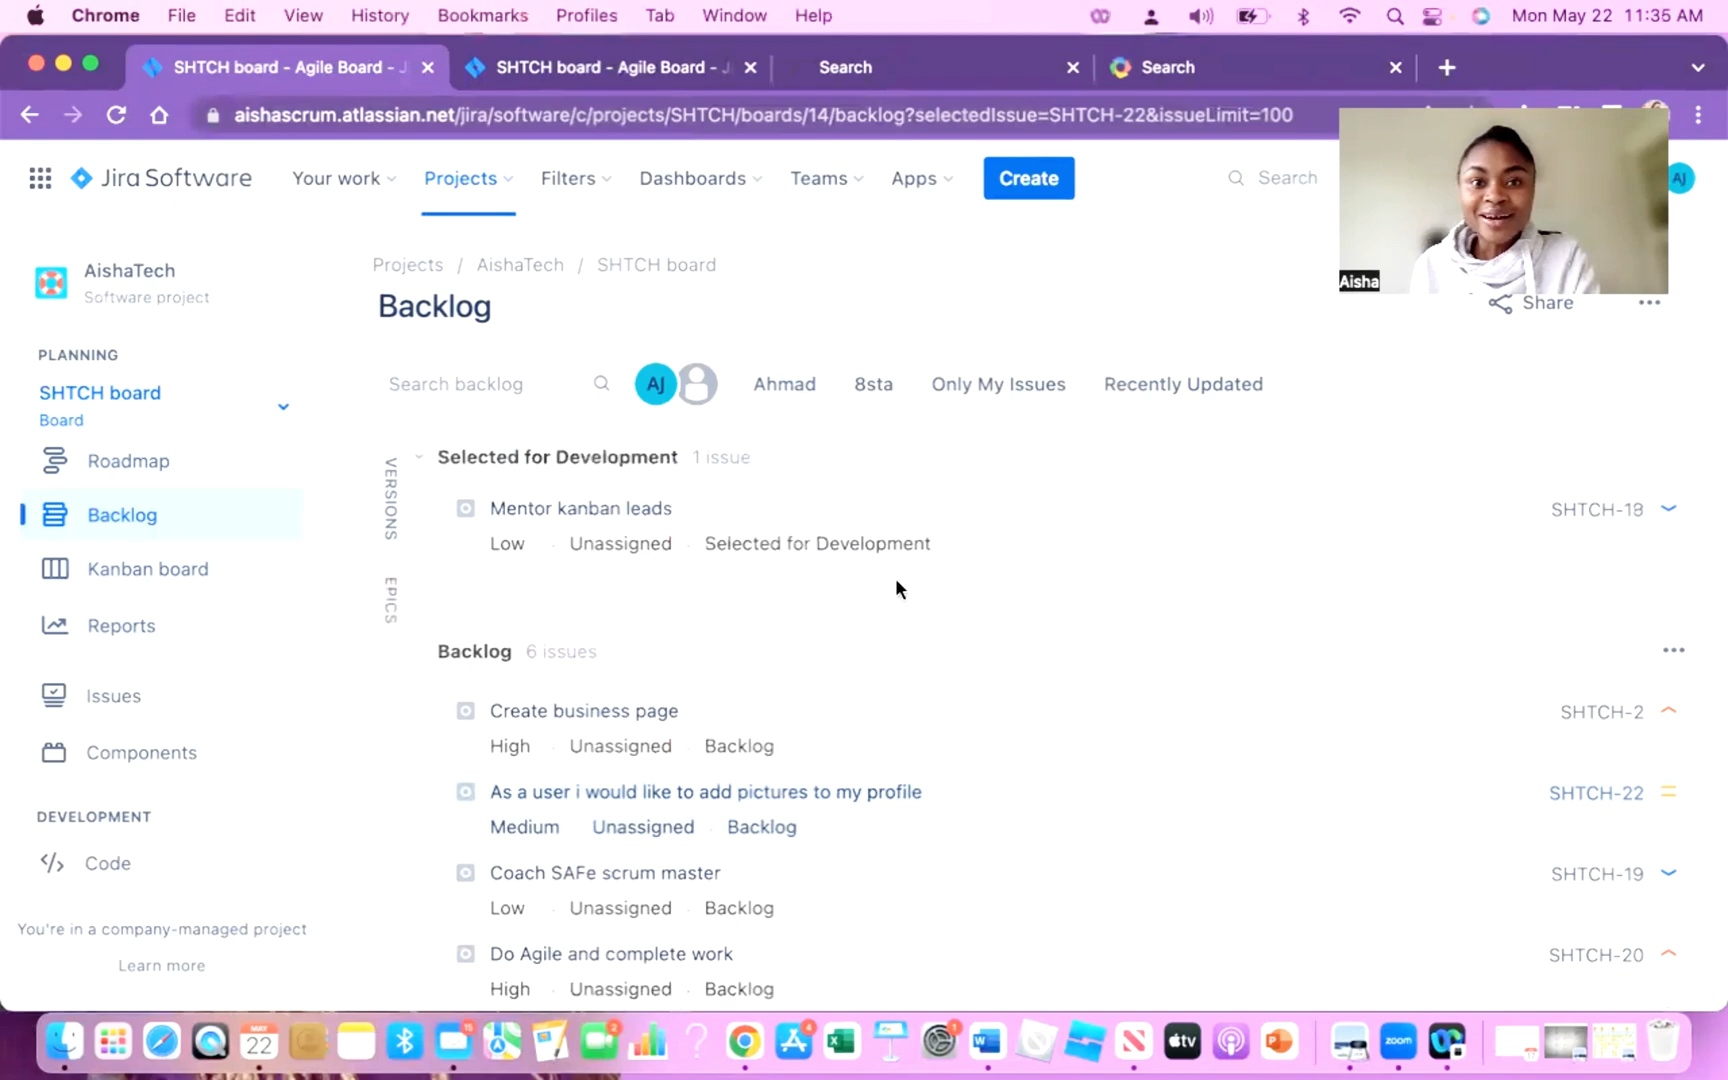 Chrome File Edit View History Bookmarks Profiles Tab Window Help Mon May 22 11:35 AM
SHTCH board - Agile Board - J SHTCH board - Agile Board - J Search Search
aishascrum.atlassian.net/jira/software/c/projects/SHTCH/boards/14/backlog?selectedIssue=SHTCH-22&issueLimit=100
Jira Software Your work Projects Filters Dashboards Teams Apps Create Search AJ
Aisha
AishaTech
Software project
PLANNING
SHTCH board
Board
Roadmap
Backlog
Kanban board
Reports
Issues
Components
DEVELOPMENT
Code
You're in a company-managed project
Learn more
Projects / AishaTech / SHTCH board
Backlog
Share
Search backlog AJ Ahmad 8sta Only My Issues Recently Updated
VERSIONS
EPICS
Selected for Development 1 issue
Mentor kanban leads SHTCH-18
Low Unassigned Selected for Development
Backlog 6 issues
Create business page SHTCH-2
High Unassigned Backlog
As a user i would like to add pictures to my profile SHTCH-22
Medium Unassigned Backlog
Coach SAFe scrum master SHTCH-19
Low Unassigned Backlog
Do Agile and complete work SHTCH-20
High Unassigned Backlog
MAY
22
15
2
4
1
tv
zoom